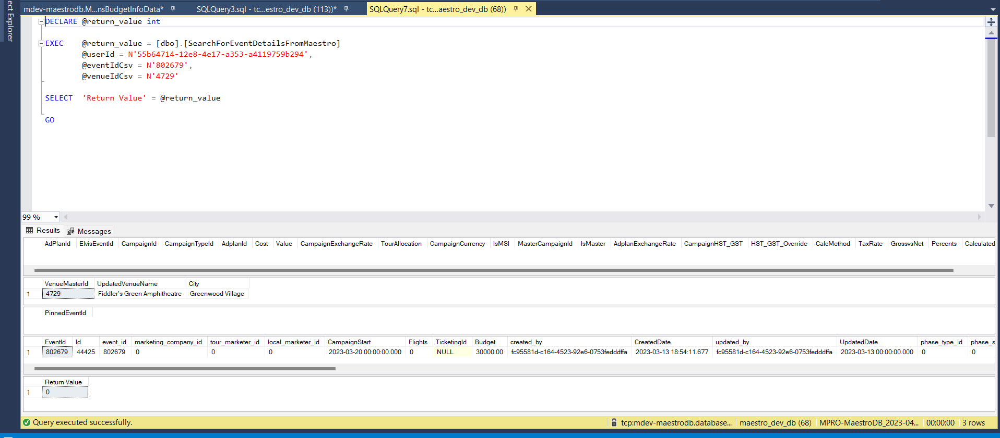 ect Explorer
mdev-maestrodb.M...nsBudgetInfoData* SQLQuery3.sql - tc...estro_dev_db (113))* SQLQuery7.sql - tc...aestro_dev_db (68))
DECLARE @return_value int
EXEC @return_value = [dbo].[SearchForEventDetailsFromMaestro]
@userId = N'55b64714-12e8-4e17-a353-a4119759b294',
@eventIdCsv = N'802679',
@venueIdCsv = N'4729'
SELECT 'Return Value' = @return_value
GO
99 %
Results Messages
AdPlanId ElvisEventId CampaignId CampaignTypeId AdplanId Cost Value CampaignExchangeRate TourAllocation CampaignCurrency IsMSI MasterCampaignId IsMaster AdplanExchangeRate CampaignHST_GST HST_GST_Override CalcMethod TaxRate GrossvsNet Percents Calculated
VenueMasterId UpdatedVenueName City
1 4729 Fiddler's Green Amphitheatre Greenwood Village
PinnedEventId
EventId Id event_id marketing_company_id tour_marketer_id local_marketer_id CampaignStart Flights TicketingId Budget created_by CreatedDate updated_by UpdatedDate phase_type_id phase_s
1 802679 44425 802679 0 0 0 2023-03-20 00:00:00.000 0 NULL 30000.00 fc95581d-c164-4523-92e6-0753fedddffa 2023-03-13 18:54:11.677 fc95581d-c164-4523-92e6-0753fedddffa 2023-03-13 00:00:00.000 0 0
Return Value
1 0
Query executed successfully. tcp:mdev-maestrodb.database... maestro_dev_db (68) MPRO-MaestroDB_2023-04... 00:00:00 3 rows